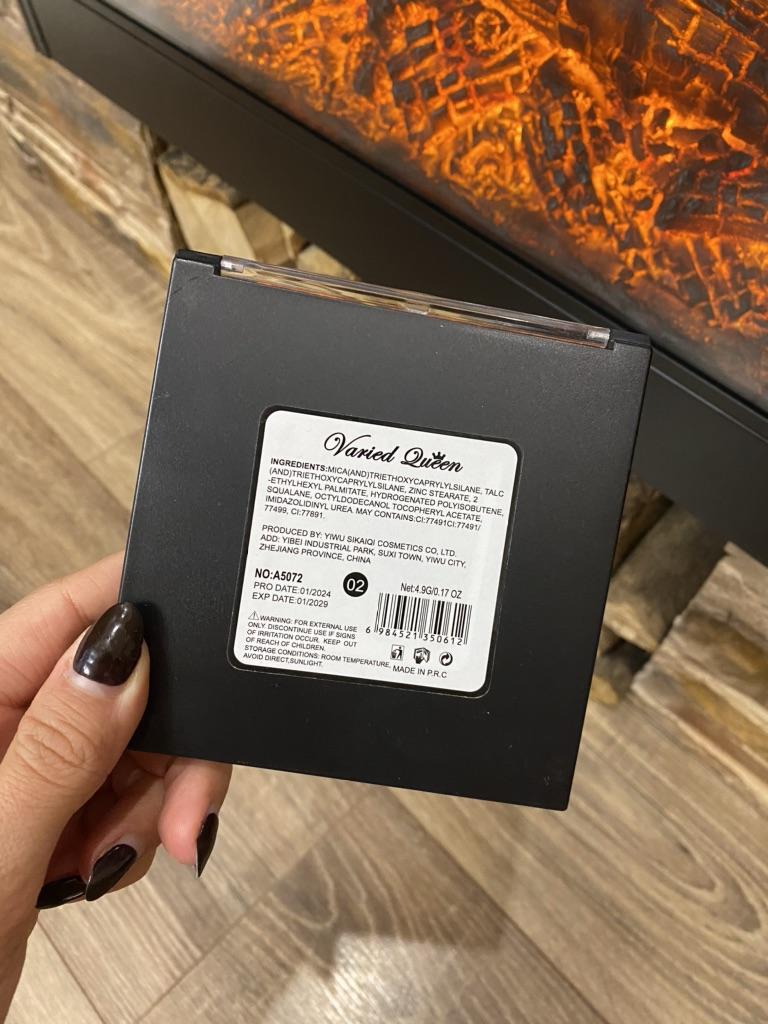 Varied Queen
INGREDIENTS:MICA(AND)TRIETHOXYCAPRYLYLSILANE, TALC
(AND)TRIETHOXYCAPRYLYLSILANE, ZINC STEARATE, 2
-ETHYLHEXYL PALMITATE, HYDROGENATED POLYISOBUTENE,
SQUALANE, OCTYLDODECANOL TOCOPHERYL ACETATE,
IMIDAZOLIDINYL UREA. MAY CONTAINS:CI:77491CI:77491/
77499, CI:77891.
PRODUCED BY: YIWU SIKAIQI COSMETICS CO, LTD.
ADD: YIBEI INDUSTRIAL PARK, SUXI TOWN, YIWU CITY,
ZHEJIANG PROVINCE, CHINA
NO:A5072
PRO DATE:01/2024
EXP DATE:01/2029
02
Net:4.9G/0.17 OZ
6 984521 350612
WARNING: FOR EXTERNAL USE
ONLY. DISCONTINUE USE IF SIGNS
OF IRRITATION OCCUR. KEEP OUT
OF REACH OF CHILDREN.
STORAGE CONDITIONS: ROOM TEMPERATURE,
AVOID DIRECT,SUNLIGHT.
MADE IN P.R.C